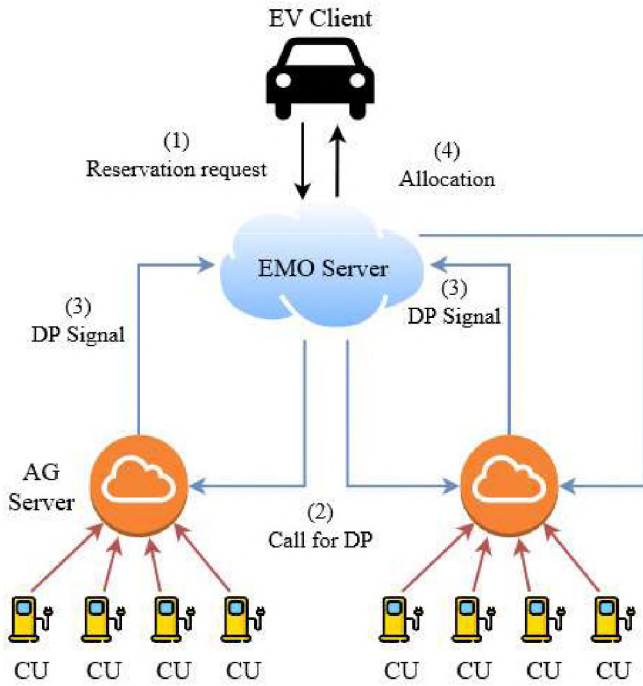 EV Client
(1)
Reservation request
(4)
Allocation
EMO Server
(3)
DP Signal
(3)
DP Signal
AG
Server
(2)
Call for DP
CU CU CU CU CU CU CU CU